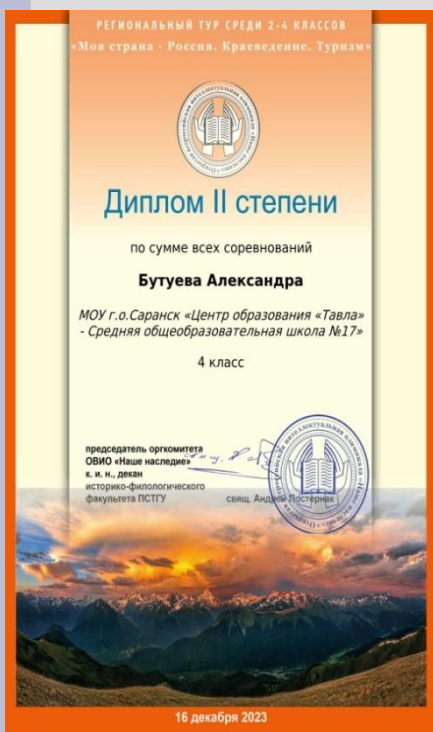 РЕГИОНАЛЬНЫЙ ТУР СРЕДИ 2-4 КЛАССОВ
«Моя страна - Россия. Краеведение. Туризм»
Диплом II степени
по сумме всех соревнований
Бутуева Александра
МОУ г.о.Саранск «Центр образования «Тавла»
- Средняя общеобразовательная школа №17»
4 класс
председатель оргкомитета
ОВИО «Наше наследие»
к. и. н., декан
историко-филологического
факультета ПСТГУ свящ. Андрей Постернак
16 декабря 2023